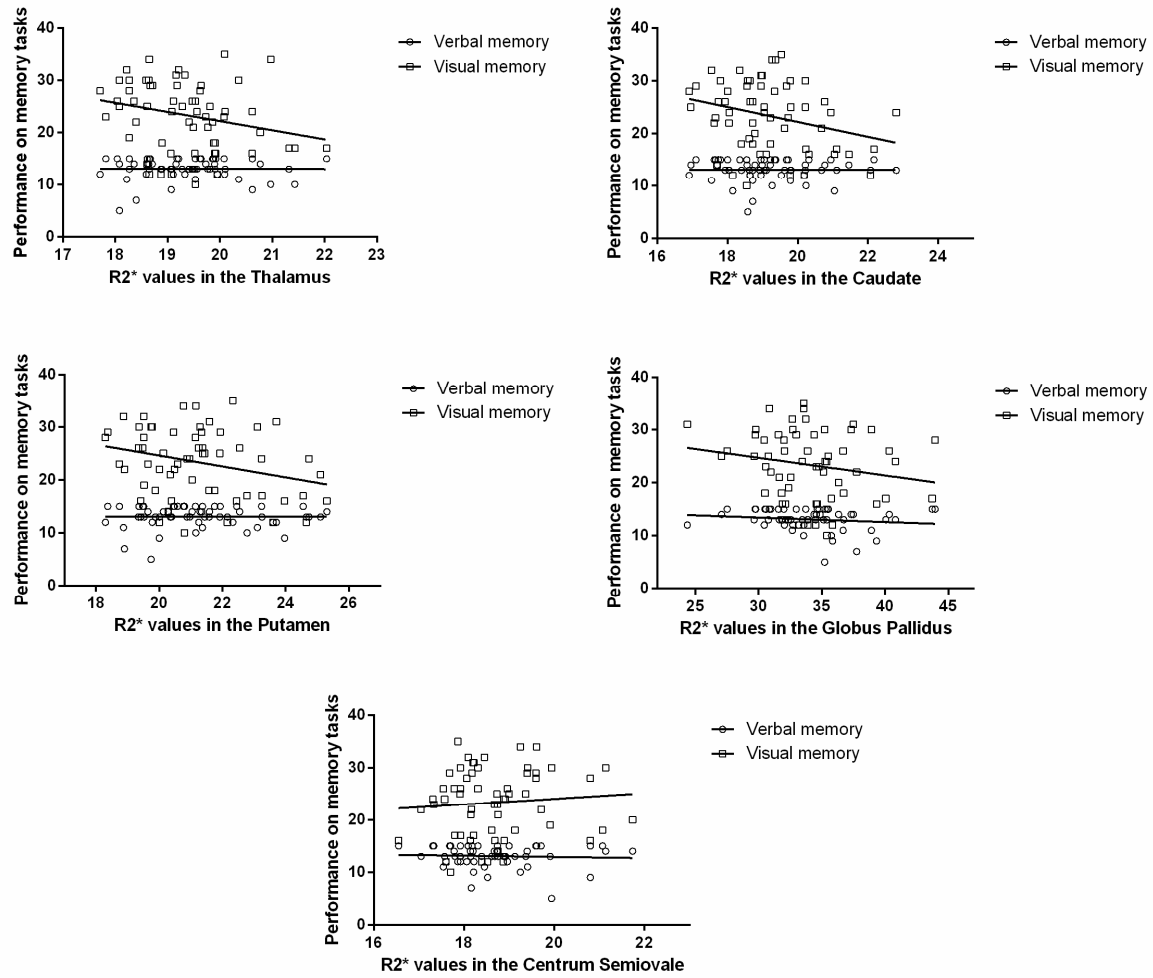 Performance on memory tasks
40
30
20
10
0
17 18 19 20 21 22 23
R2* values in the Thalamus
Verbal memory
Visual memory
Performance on memory tasks
40
30
20
10
0
16 18 20 22 24
R2* values in the Caudate
Verbal memory
Visual memory
Performance on memory tasks
40
30
20
10
0
18 20 22 24 26
R2* values in the Putamen
Verbal memory
Visual memory
Performance on memory tasks
40
30
20
10
0
25 30 35 40 45
R2* values in the Globus Pallidus
Verbal memory
Visual memory
Performance on memory tasks
40
30
20
10
0
16 18 20 22
R2* values in the Centrum Semiovale
Verbal memory
Visual memory